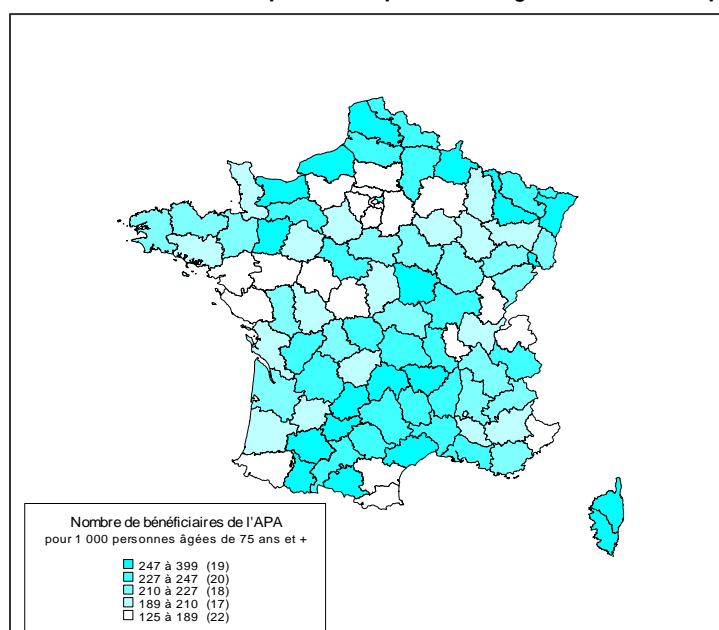 Nombre de bénéficiaires de l'APA
pour 1 000 personnes âgées de 75 ans et +
247 à 399 (19)
227 à 247 (20)
210 à 227 (18)
189 à 210 (17)
125 à 189 (22)